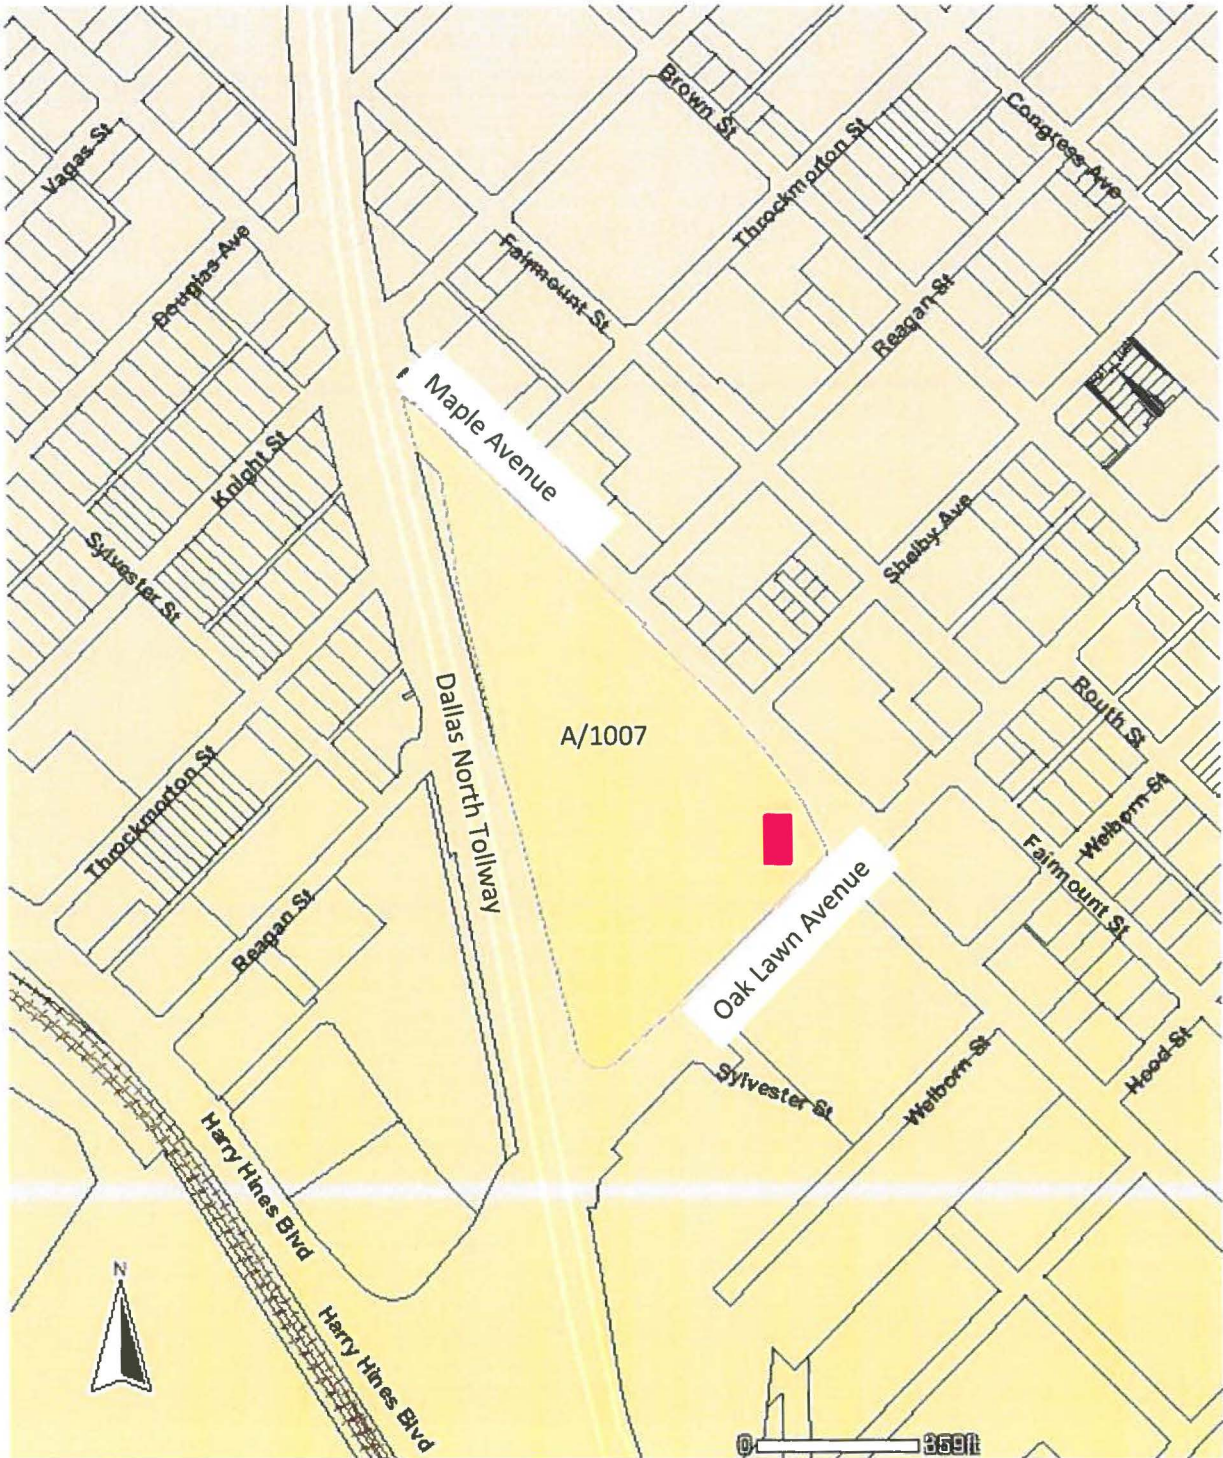 Brown St
Congress Ave
Vagas St
Throckmorton St
Douglas Ave
Fairmount St
Reagan St
Maple Avenue
Knight St
Shelby Ave
Sylvester St
Routh St
Dallas North Tollway
A/1007
Throckmorton St
Welborn St
Fairmount St
Oak Lawn Avenue
Reagan St
Sylvester St
Welborn St
Hood St
Harry Hines Blvd
N
Harry Hines Blvd
0 359ft